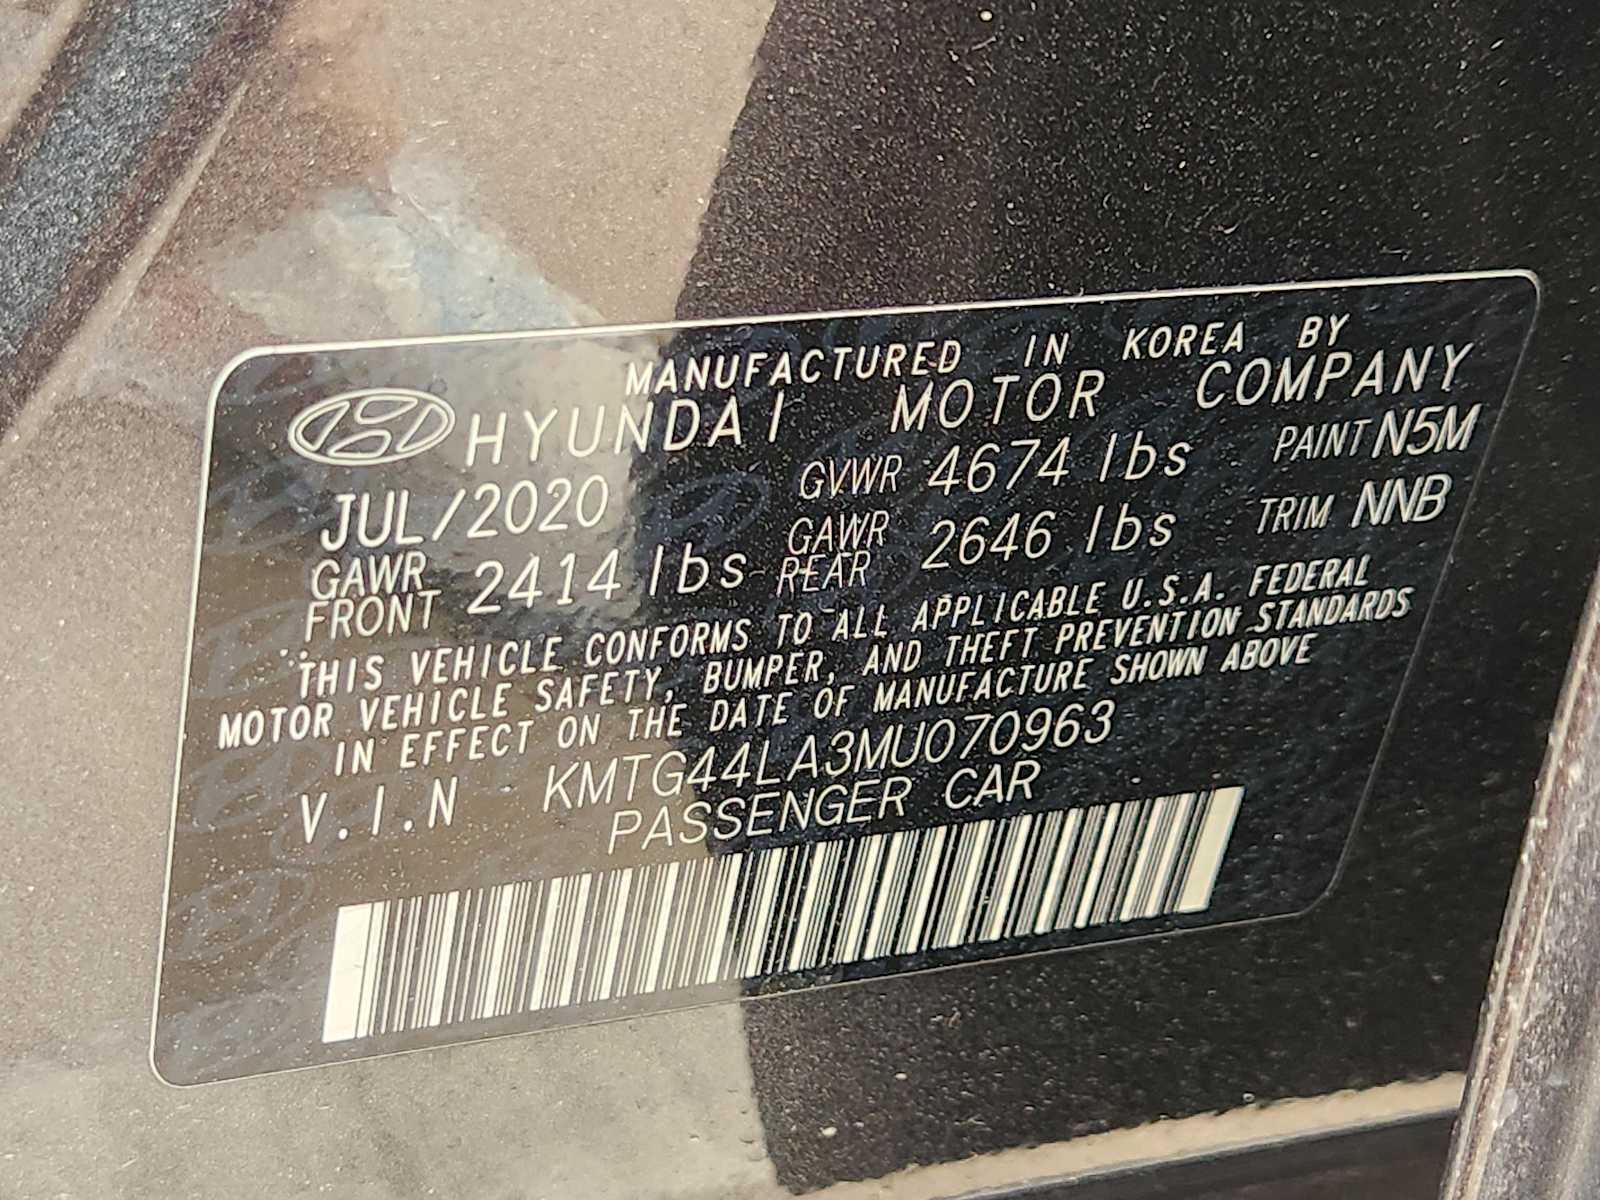 MANUFACTURED IN KOREA BY
HYUNDAI MOTOR COMPANY
JUL/2020 GVWR 4674 lbs PAINT N5M
GAWR FRONT 2414 lbs GAWR REAR 2646 lbs TRIM NNB
THIS VEHICLE CONFORMS TO ALL APPLICABLE U.S.A. FEDERAL
MOTOR VEHICLE SAFETY, BUMPER, AND THEFT PREVENTION STANDARDS
IN EFFECT ON THE DATE OF MANUFACTURE SHOWN ABOVE
V.I.N KMTG44LA3MU070963
PASSENGER CAR